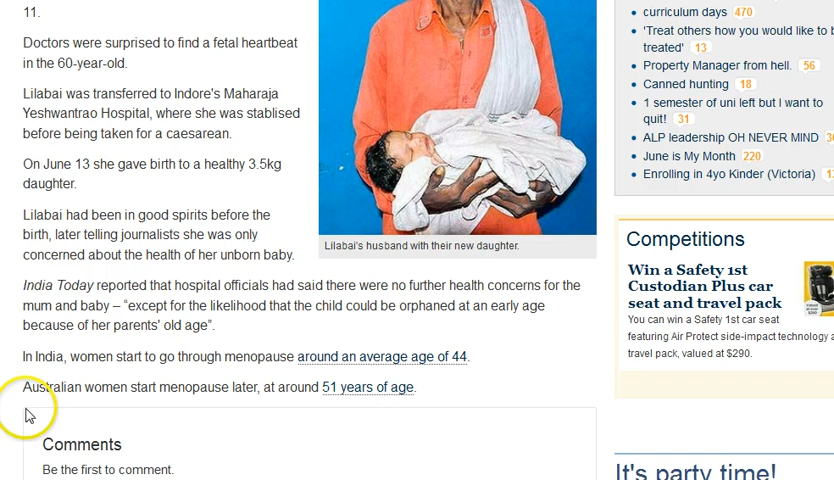 11.
Doctors were surprised to find a fetal heartbeat
in the 60-year-old.
Lilabai was transferred to Indore's Maharaja
Yeshwantrao Hospital, where she was stablised
before being taken for a caesarean.
On June 13 she gave birth to a healthy 3.5kg
daughter.
Lilabai had been in good spirits before the
birth, later telling journalists she was only
concerned about the health of her unborn baby.
Lilabai's husband with their new daughter.
India Today reported that hospital officials had said there were no further health concerns for the
mum and baby – “except for the likelihood that the child could be orphaned at an early age
because of her parents' old age”.
In India, women start to go through menopause around an average age of 44.
Australian women start menopause later, at around 51 years of age.
Comments
Be the first to comment.
curriculum days 470
'Treat others how you would like to b
treated' 13
Property Manager from hell. 56
Canned hunting 18
1 semester of uni left but I want to
quit! 31
ALP leadership OH NEVER MIND
June is My Month 220
Enrolling in 4yo Kinder (Victoria)
Competitions
Win a Safety 1st
Custodian Plus car
seat and travel pack
You can win a Safety 1st car seat
featuring Air Protect side-impact technology a
travel pack, valued at $290.
It's party time!